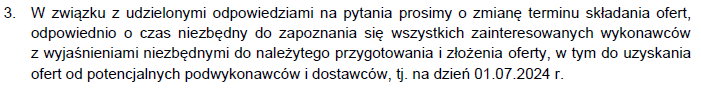 3. W związku z udzielonymi odpowiedziami na pytania prosimy o zmianę terminu składania ofert,
odpowiednio o czas niezbędny do zapoznania się wszystkich zainteresowanych wykonawców
z wyjaśnieniami niezbędnymi do należytego przygotowania i złożenia oferty, w tym do uzyskania
ofert od potencjalnych podwykonawców i dostawców, tj. na dzień 01.07.2024 r.